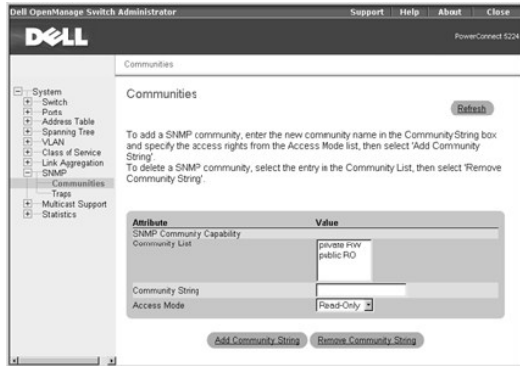 Dell OpenManage Switch Administrator
Support Help About Close
DELL
PowerConnect 5224
Communities
System
Switch
Ports
Address Table
Spanning Tree
VLAN
Class of Service
Link Aggregation
SNMP
Communities
Traps
Multicast Support
Statistics
Communities
Refresh
To add a SNMP community, enter the new community name in the CommunityString box
and specify the access rights from the Access Mode list, then select 'Add Community
String'.
To delete a SNMP community, select the entry in the Community List, then select 'Remove
Community String'.
Attribute Value
SNMP Community Capability
Community List
private RW
public RO
Community String
Access Mode Read-Only
Add Community String Remove Community String